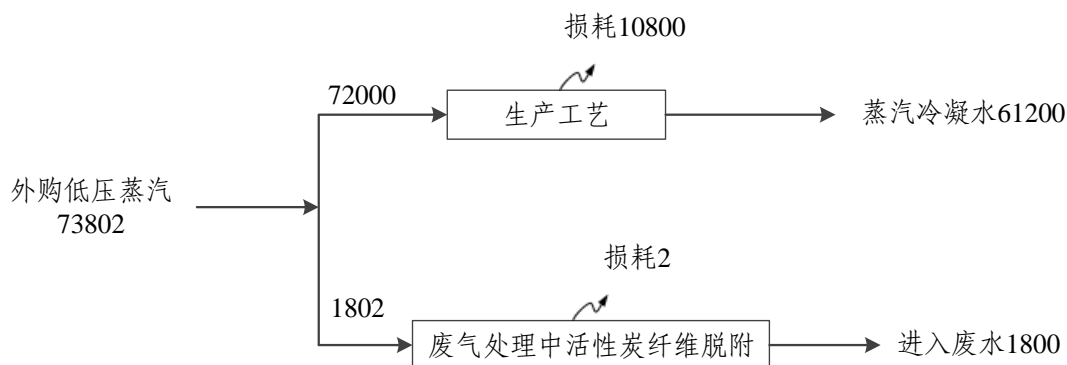 损耗10800
72000
生产工艺
蒸汽冷凝水61200
外购低压蒸汽
73802
损耗2
1802
废气处理中活性炭纤维脱附
进入废水1800